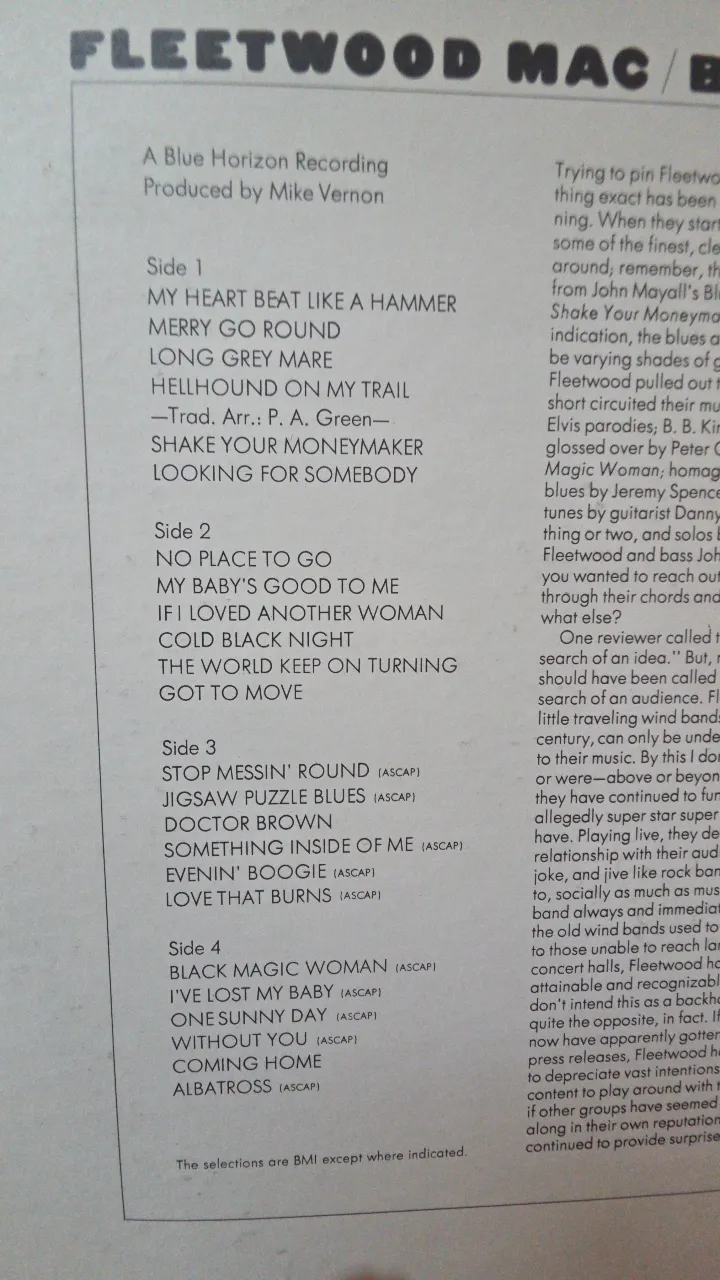 FLEETWOOD MAC /
A Blue Horizon Recording
Produced by Mike Vernon
Side 1
MY HEART BEAT LIKE A HAMMER
MERRY GO ROUND
LONG GREY MARE
HELLHOUND ON MY TRAIL
—Trad. Arr.: P. A. Green—
SHAKE YOUR MONEYMAKER
LOOKING FOR SOMEBODY
Side 2
NO PLACE TO GO
MY BABY'S GOOD TO ME
IF I LOVED ANOTHER WOMAN
COLD BLACK NIGHT
THE WORLD KEEP ON TURNING
GOT TO MOVE
Side 3
STOP MESSIN' ROUND (ASCAP)
JIGSAW PUZZLE BLUES (ASCAP)
DOCTOR BROWN
SOMETHING INSIDE OF ME (ASCAP)
EVENIN' BOOGIE (ASCAP)
LOVE THAT BURNS (ASCAP)
Side 4
BLACK MAGIC WOMAN (ASCAP)
I'VE LOST MY BABY (ASCAP)
ONE SUNNY DAY (ASCAP)
WITHOUT YOU (ASCAP)
COMING HOME
ALBATROSS (ASCAP)
The selections are BMI except where indicated.
Trying to pin
thing exact has been
ning. When they
some of the finest,
around; remember,
from John Mayall's
Shake Your
indication, the blues
be varying shades of
Fleetwood pulled out
short circuited their
Elvis parodies; B. B.
glossed over by Peter
Magic Woman;
blues by Jeremy
tunes by guitarist Danny
thing or two, and solos
Fleetwood and bass
you wanted to reach out
through their chords and
what else?
One reviewer called
search of an idea." But,
should have been called
search of an audience.
little traveling wind
century, can only be
to their music. By this I
or were—above or
they have continued to
allegedly super star super
have. Playing live, they
relationship with their
joke, and jive like rock
to, socially as much as
band always and
the old wind bands used to
to those unable to reach
concert halls, Fleetwood
attainable and
don't intend this as a
quite the opposite, in fact. If
now have apparently gotten
press releases, Fleetwood
to depreciate vast intentions
content to play around with
if other groups have seemed
along in their own
continued to provide